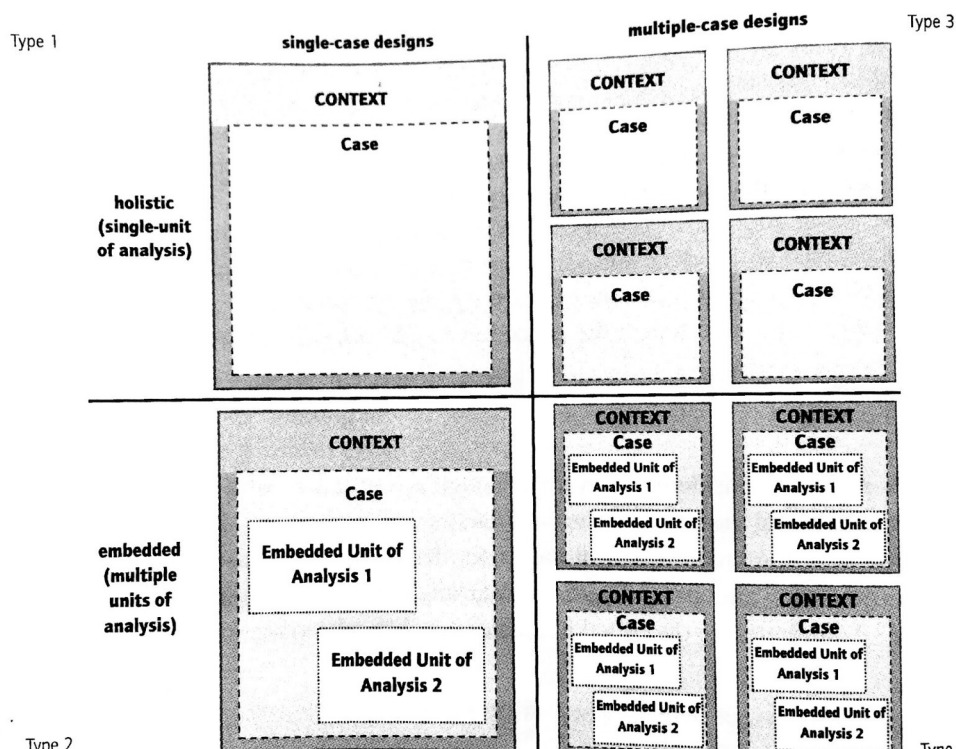 Type 1
single-case designs
multiple-case designs
Type 3
CONTEXT
Case
CONTEXT
Case
CONTEXT
Case
holistic
(single-unit
of analysis)
CONTEXT
Case
CONTEXT
Case
CONTEXT
Case
Embedded Unit of
Analysis 1
Embedded Unit of
Analysis 2
CONTEXT
Case
Embedded Unit of
Analysis 1
Embedded Unit of
Analysis 2
CONTEXT
Case
Embedded Unit of
Analysis 1
Embedded Unit of
Analysis 2
embedded
(multiple
units of
analysis)
CONTEXT
Case
Embedded Unit of
Analysis 1
Embedded Unit of
Analysis 2
CONTEXT
Case
Embedded Unit of
Analysis 1
Embedded Unit of
Analysis 2
Type 2
Type